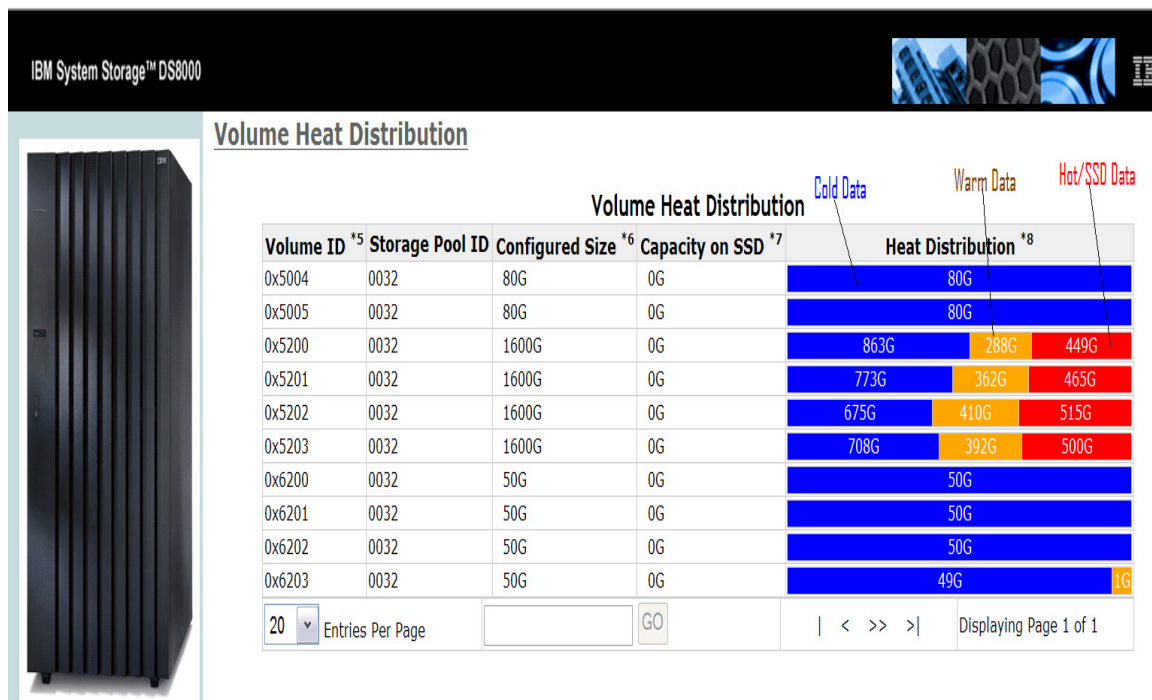 IBM System Storage™ DS8000
IBM
Volume Heat Distribution
Cold Data
Warm Data
Hot/SSD Data
Volume Heat Distribution
Volume ID *5 Storage Pool ID Configured Size *6 Capacity on SSD *7 Heat Distribution *8
0x5004 0032 80G 0G 80G
0x5005 0032 80G 0G 80G
0x5200 0032 1600G 0G 863G 288G 449G
0x5201 0032 1600G 0G 773G 362G 465G
0x5202 0032 1600G 0G 675G 410G 515G
0x5203 0032 1600G 0G 708G 392G 500G
0x6200 0032 50G 0G 50G
0x6201 0032 50G 0G 50G
0x6202 0032 50G 0G 50G
0x6203 0032 50G 0G 49G 1G
20 Entries Per Page GO | < >> >| Displaying Page 1 of 1